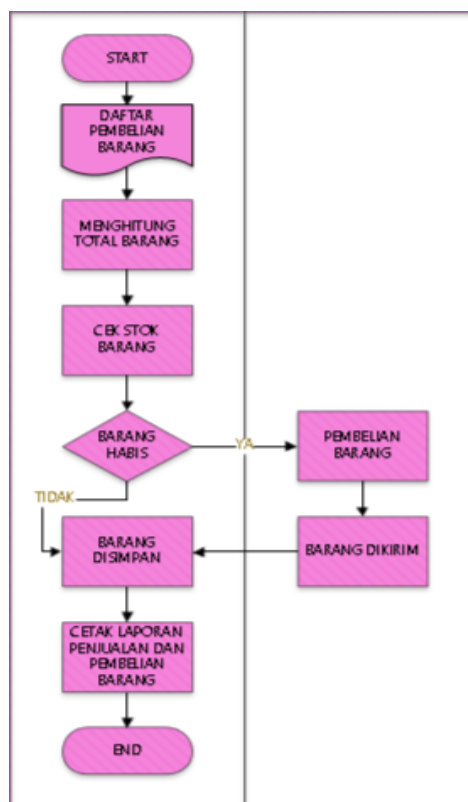 START
DAFTAR
PEMBELIAN
BARANG
MENGHITUNG
TOTAL BARANG
CEK STOK
BARANG
BARANG
HABIS
YA
PEMBELIAN
BARANG
TIDAK
BARANG
DISIMPAN
BARANG DIKIRIM
CETAK LAPORAN
PENJUALAN DAN
PEMBELIAN
BARANG
END